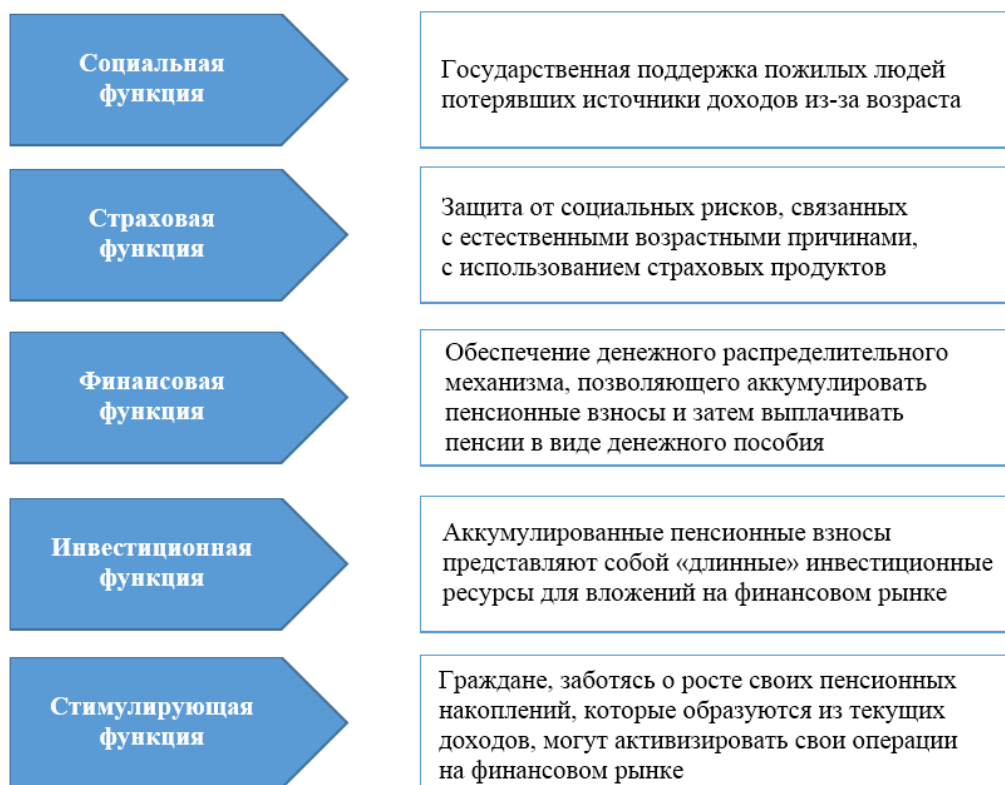 Социальная
функция
Государственная поддержка пожилых людей
потерявших источники доходов из-за возраста
Страховая
функция
Защита от социальных рисков, связанных
с естественными возрастными причинами,
с использованием страховых продуктов
Финансовая
функция
Обеспечение денежного распределительного
механизма, позволяющего аккумулировать
пенсионные взносы и затем выплачивать
пенсии в виде денежного пособия
Инвестиционная
функция
Аккумулированные пенсионные взносы
представляют собой «длинные» инвестиционные
ресурсы для вложений на финансовом рынке
Стимулирующая
функция
Граждане, заботясь о росте своих пенсионных
накоплений, которые образуются из текущих
доходов, могут активизировать свои операции
на финансовом рынке